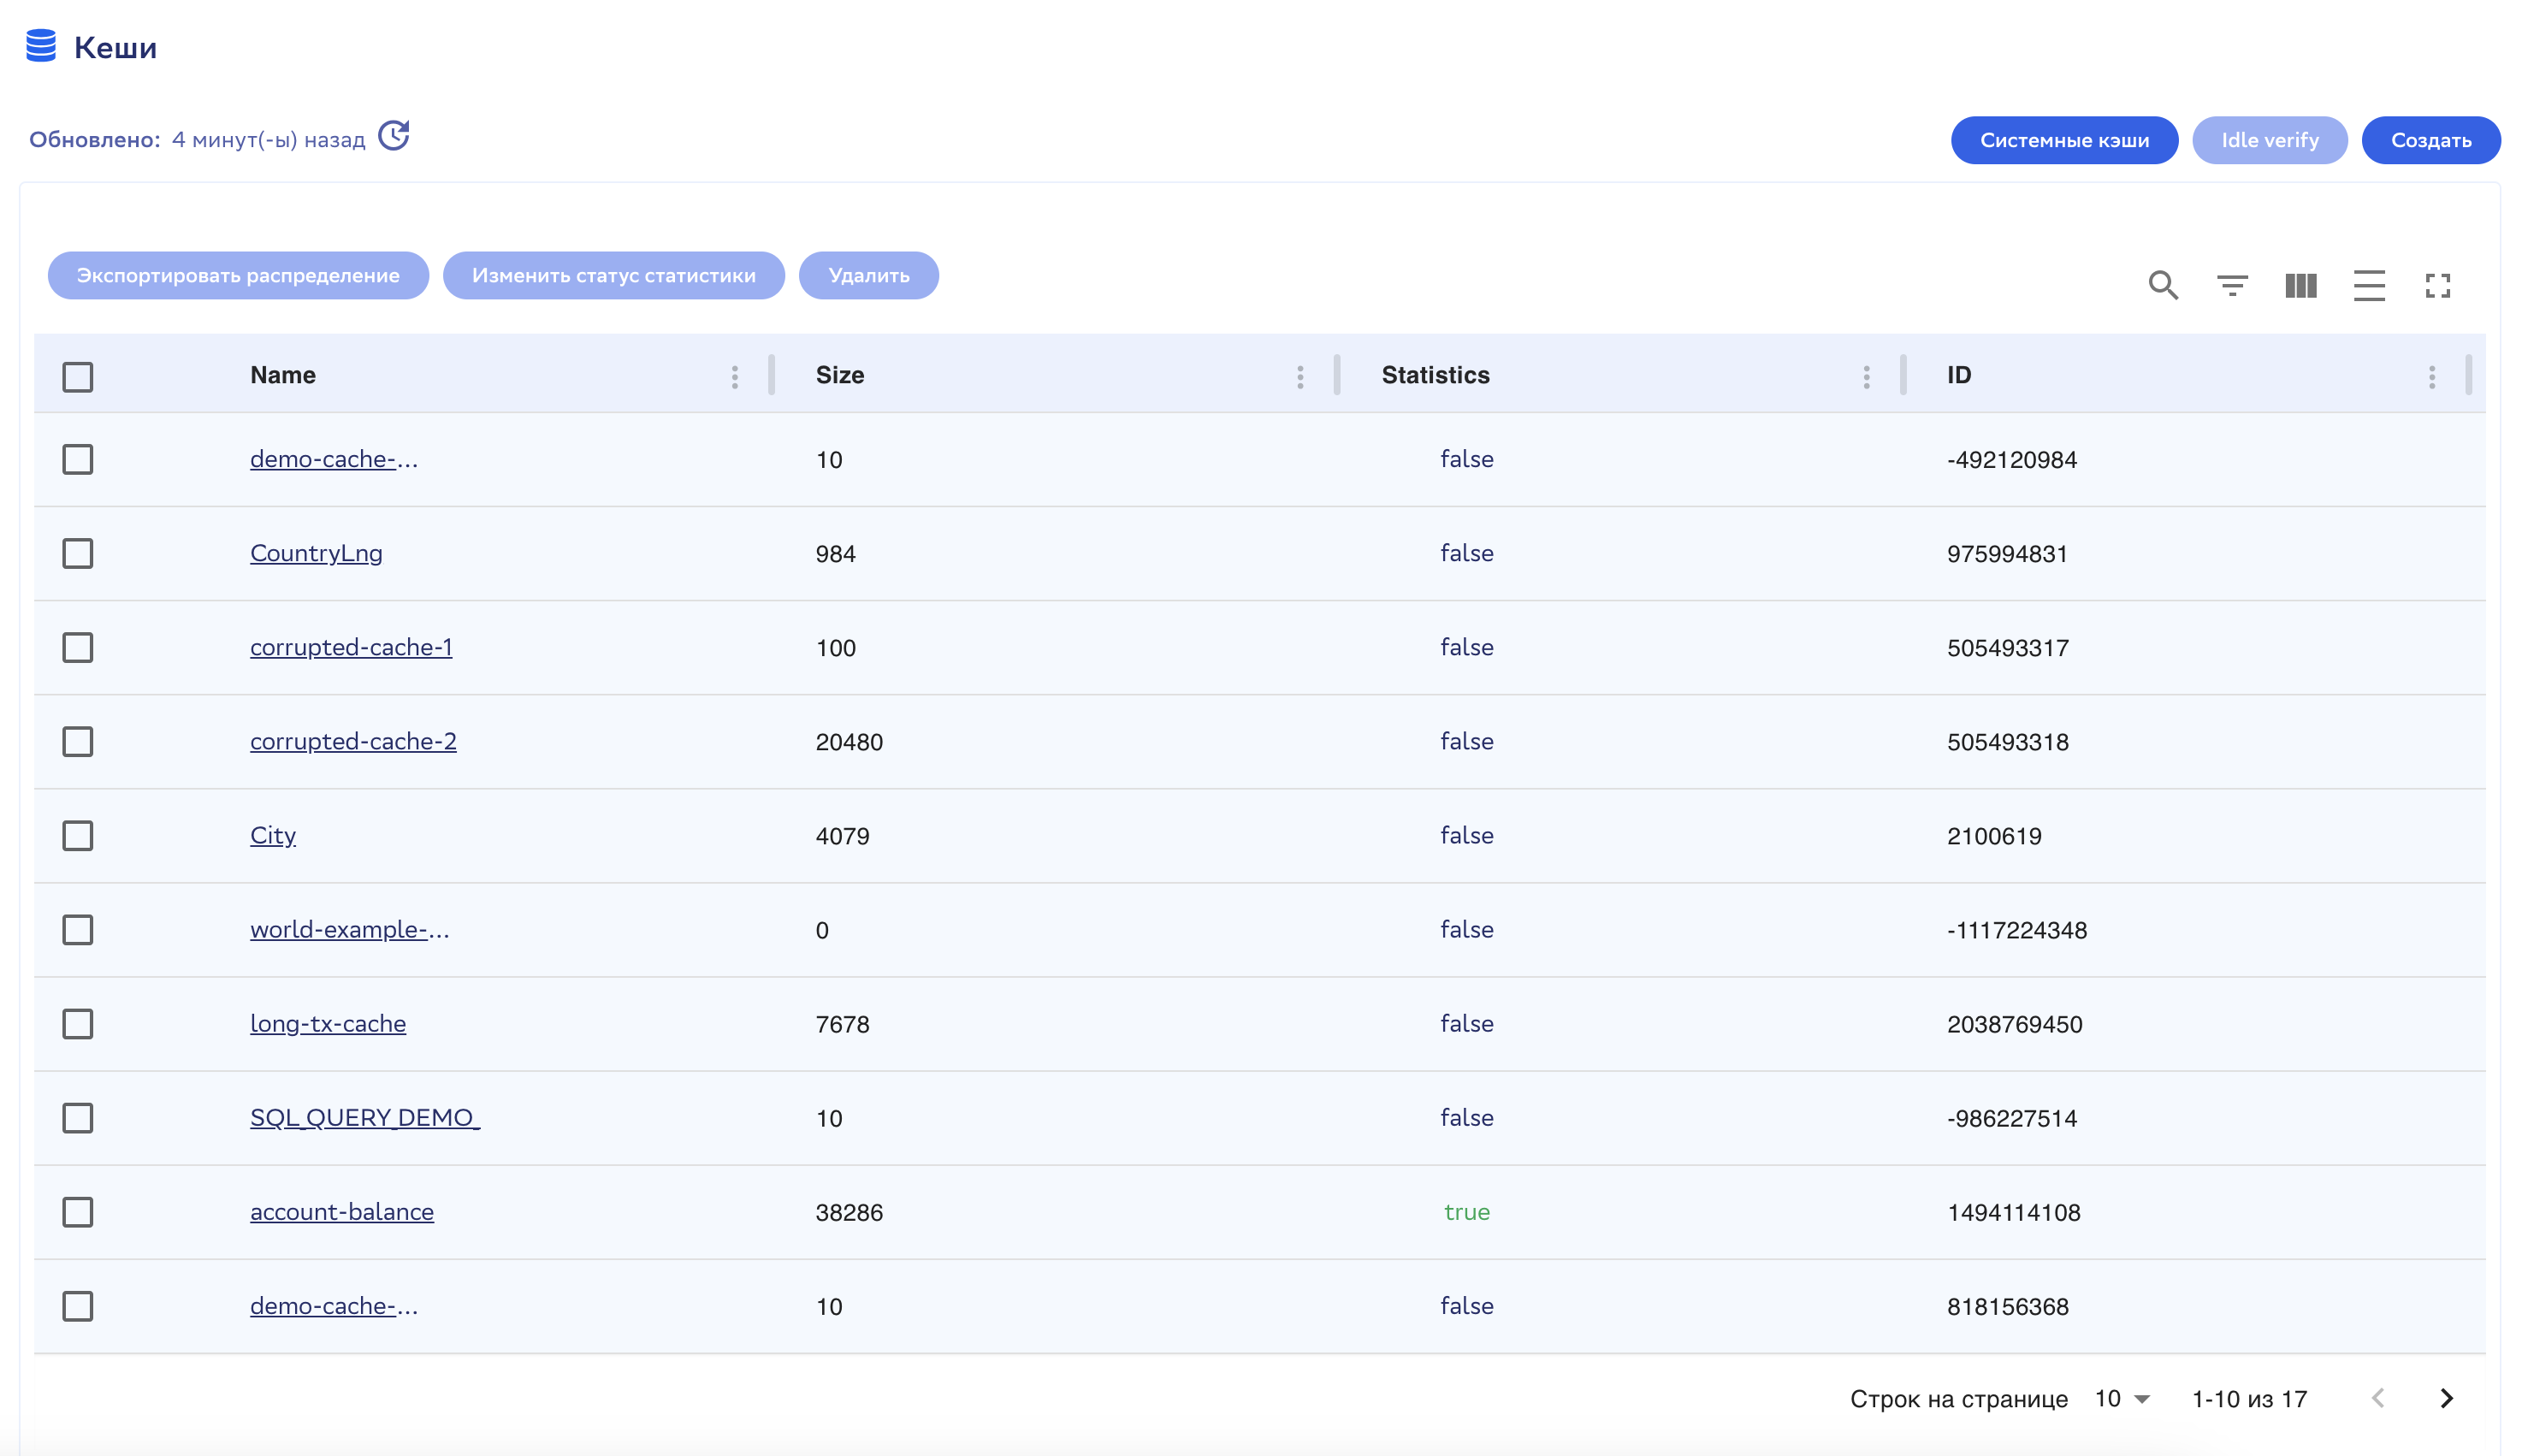 Кеши
Обновлено: 4 минут(-ы) назад
Системные кэши Idle verify Создать
Экспортировать распределение Изменить статус статистики Удалить
Name Size Statistics ID
demo-cache-... 10 false -492120984
CountryLng 984 false 975994831
corrupted-cache-1 100 false 505493317
corrupted-cache-2 20480 false 505493318
City 4079 false 2100619
world-example-... 0 false -1117224348
long-tx-cache 7678 false 2038769450
SQL_QUERY_DEMO_ 10 false -986227514
account-balance 38286 true 1494114108
demo-cache-... 10 false 818156368
Строк на странице 10 1-10 из 17